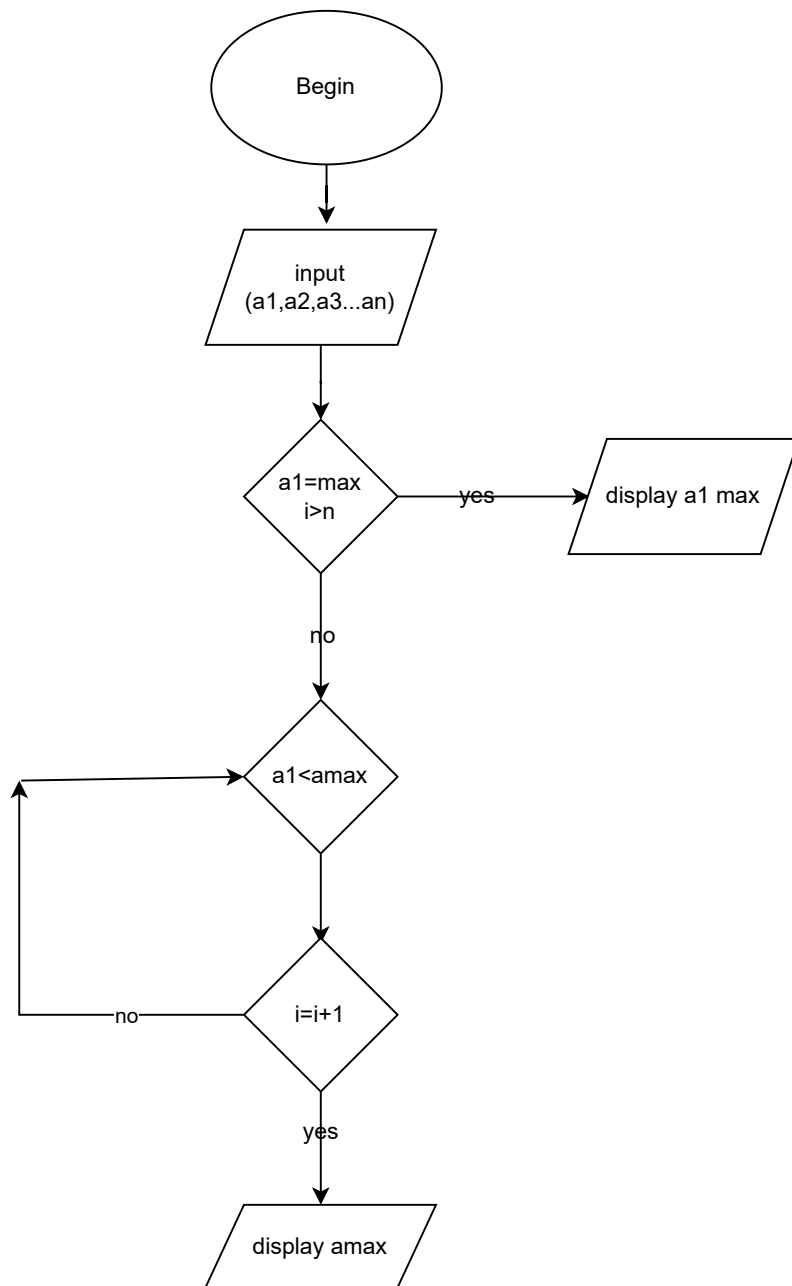 Begin
input
(a1,a2,a3...an)
a1=max
i>n
yes
display a1 max
no
a1<amax
i=i+1
no
yes
display amax